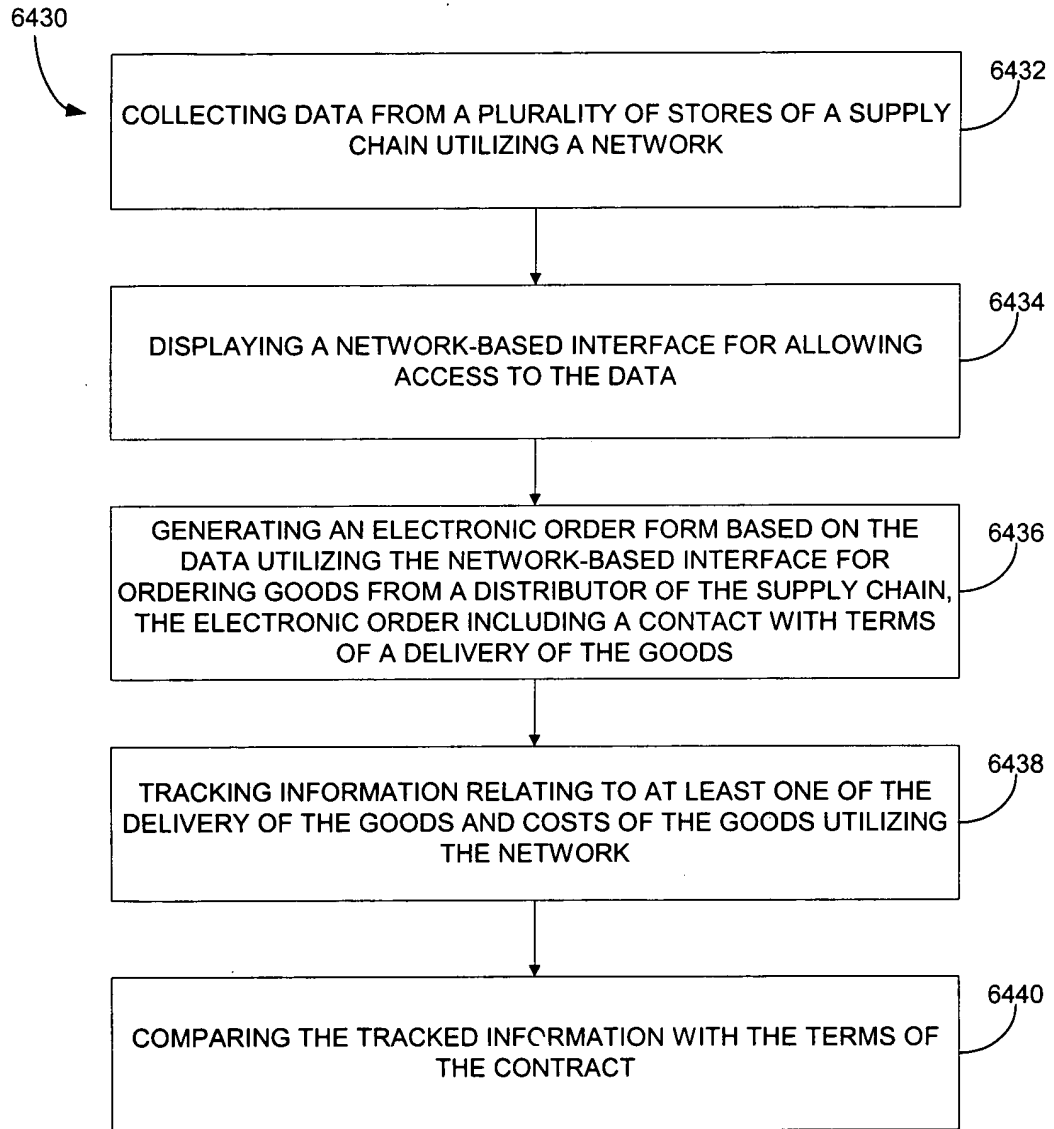 6430
6432
COLLECTING DATA FROM A PLURALITY OF STORES OF A SUPPLY
CHAIN UTILIZING A NETWORK
6434
DISPLAYING A NETWORK-BASED INTERFACE FOR ALLOWING
ACCESS TO THE DATA
GENERATING AN ELECTRONIC ORDER FORM BASED ON THE
DATA UTILIZING THE NETWORK-BASED INTERFACE FOR
ORDERING GOODS FROM A DISTRIBUTOR OF THE SUPPLY CHAIN,
THE ELECTRONIC ORDER INCLUDING A CONTACT WITH TERMS
OF A DELIVERY OF THE GOODS
6436
6438
TRACKING INFORMATION RELATING TO AT LEAST ONE OF THE
DELIVERY OF THE GOODS AND COSTS OF THE GOODS UTILIZING
THE NETWORK
6440
COMPARING THE TRACKED INFORMATION WITH THE TERMS OF
THE CONTRACT